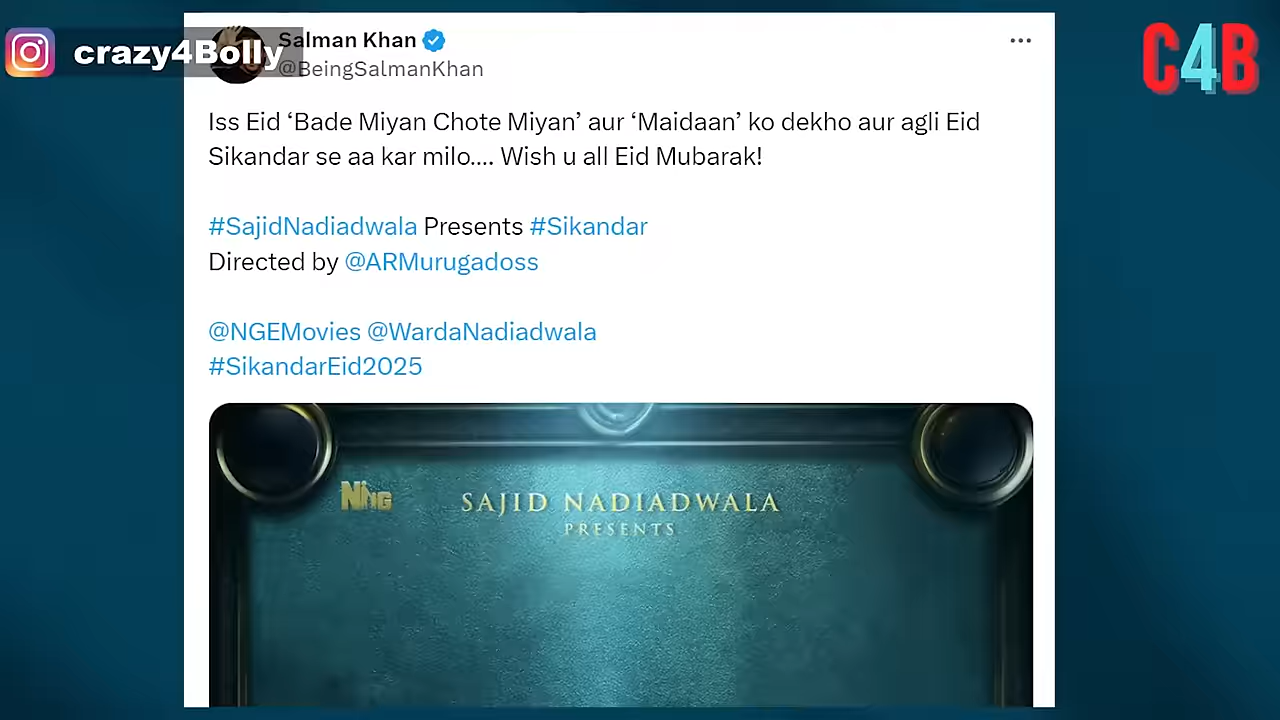 crazy4Bolly
C4B
Salman Khan
@BeingSalmanKhan
Iss Eid ‘Bade Miyan Chote Miyan’ aur ‘Maidaan’ ko dekho aur agli Eid
Sikandar se aa kar milo.... Wish u all Eid Mubarak!
#SajidNadiadwala Presents #Sikandar
Directed by @ARMurugadoss
@NGEMovies @WardaNadiadwala
#SikandarEid2025
SAJID NADIADWALA
PRESENTS